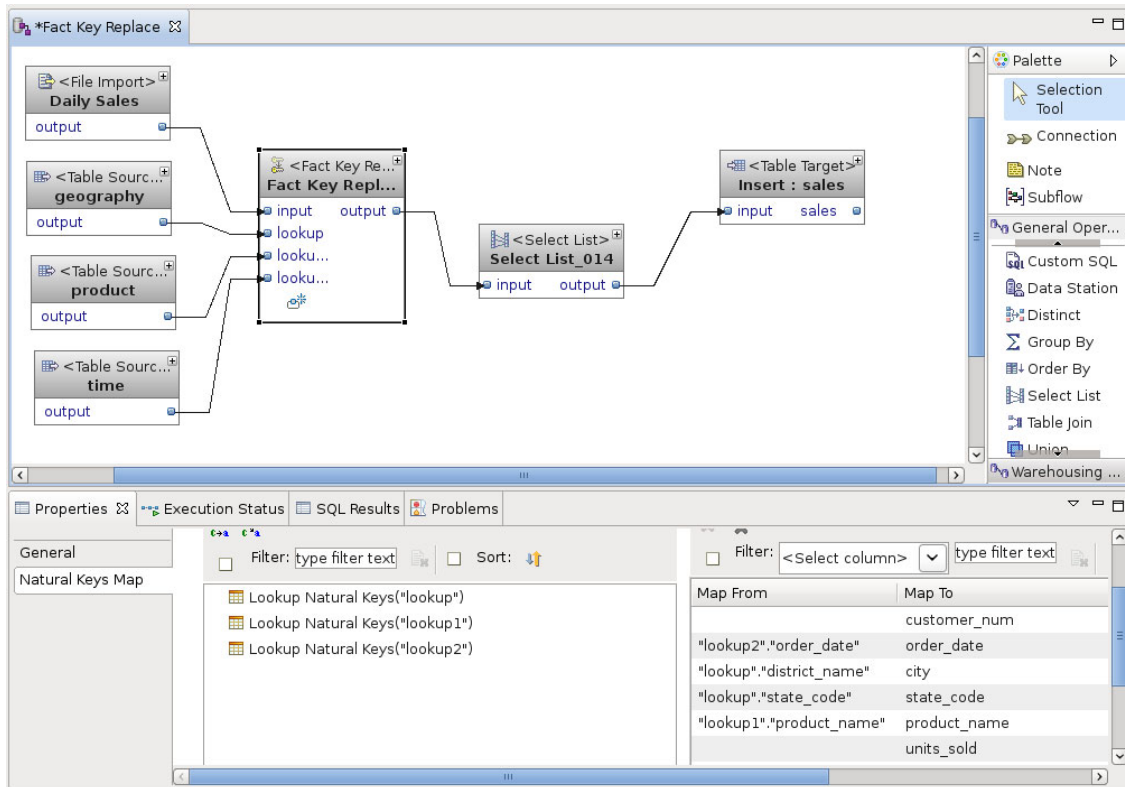 *Fact Key Replace
<File Import>
Daily Sales
output
<Table Sourc...
geography
output
<Table Sourc...
product
output
<Table Sourc...
time
output
<Fact Key Re...
Fact Key Repl...
input output
lookup
looku...
looku...
<Select List>
Select List_014
input output
<Table Target>
Insert : sales
input sales
Palette
Selection
Tool
Connection
Note
Subflow
General Oper...
Custom SQL
Data Station
Distinct
Group By
Order By
Select List
Table Join
Union
Warehousing ...
Properties Execution Status SQL Results Problems
General
Natural Keys Map
Filter: type filter text Sort:
Lookup Natural Keys("lookup")
Lookup Natural Keys("lookup1")
Lookup Natural Keys("lookup2")
Filter: <Select column> type filter text
Map From Map To
customer_num
"lookup2"."order_date" order_date
"lookup"."district_name" city
"lookup"."state_code" state_code
"lookup1"."product_name" product_name
units_sold